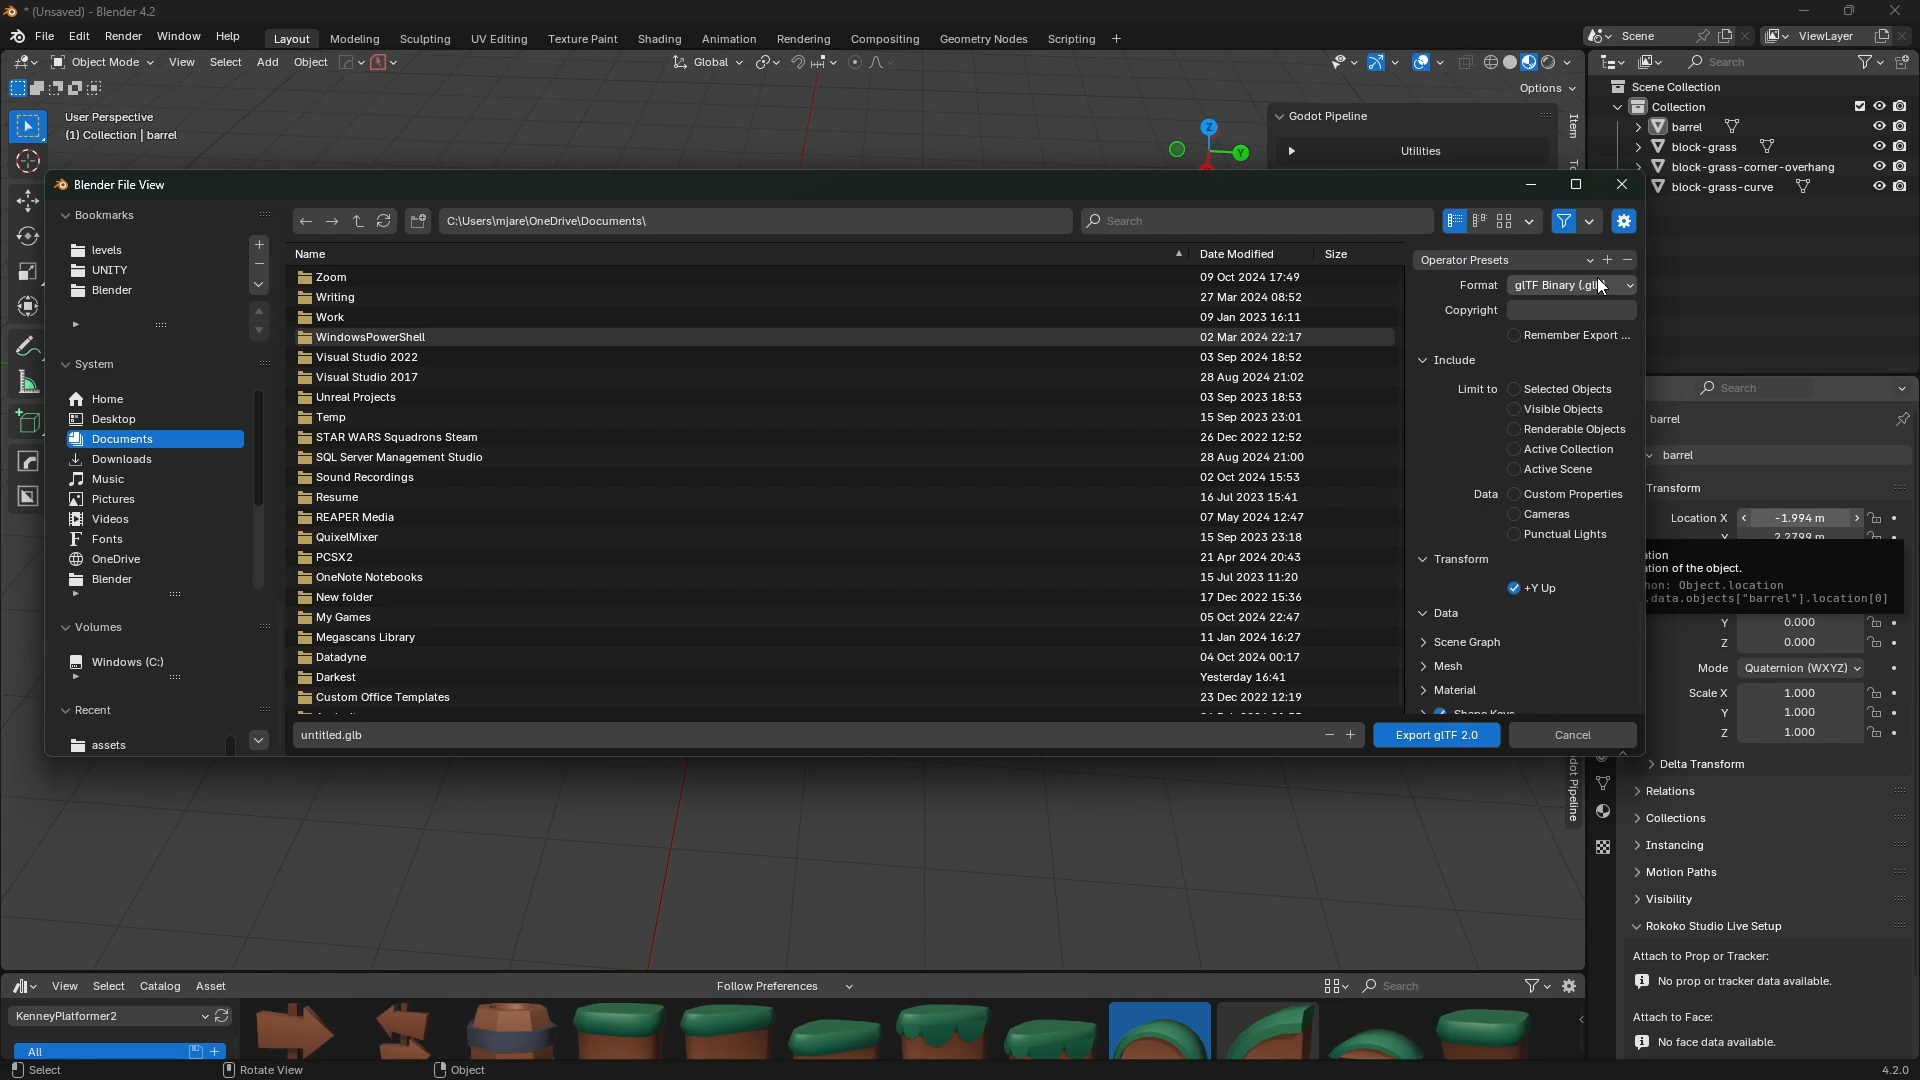 * (Unsaved) - Blender 4.2
File Edit Render Window Help Layout Modeling Sculpting UV Editing Texture Paint Shading Animation Rendering Compositing Geometry Nodes Scripting +
Scene ViewLayer
Object Mode View Select Add Object Global
Search
Options
User Perspective
(1) Collection | barrel
Z
Y
Godot Pipeline
Utilities
Item
Scene Collection
Collection
barrel
block-grass
block-grass-corner-overhang
block-grass-curve
Blender File View
Bookmarks
levels
UNITY
Blender
System
Home
Desktop
Documents
Downloads
Music
Pictures
Videos
Fonts
OneDrive
Blender
Volumes
Windows (C:)
Recent
assets
C:\Users\mjare\OneDrive\Documents\
Search
Name Date Modified Size
Zoom 09 Oct 2024 17:49
Writing 27 Mar 2024 08:52
Work 09 Jan 2023 16:11
WindowsPowerShell 02 Mar 2024 22:17
Visual Studio 2022 03 Sep 2024 18:52
Visual Studio 2017 28 Aug 2024 21:02
Unreal Projects 03 Sep 2023 18:53
Temp 15 Sep 2023 23:01
STAR WARS Squadrons Steam 26 Dec 2022 12:52
SQL Server Management Studio 28 Aug 2024 21:00
Sound Recordings 02 Oct 2024 15:53
Resume 16 Jul 2023 15:41
REAPER Media 07 May 2024 12:47
QuixelMixer 15 Sep 2023 23:18
PCSX2 21 Apr 2024 20:43
OneNote Notebooks 15 Jul 2023 11:20
New folder 17 Dec 2022 15:36
My Games 05 Oct 2024 22:47
Megascans Library 11 Jan 2024 16:27
Datadyne 04 Oct 2024 00:17
Darkest Yesterday 16:41
Custom Office Templates 23 Dec 2022 12:19
untitled.glb
Export glTF 2.0 Cancel
Operator Presets
Format glTF Binary (.gl
Copyright
Remember Export ...
Include
Limit to Selected Objects
Visible Objects
Renderable Objects
Active Collection
Active Scene
Data Custom Properties
Cameras
Punctual Lights
Transform
+Y Up
Data
Scene Graph
Mesh
Material
Shape Keys
Search
barrel
barrel
Transform
Location X -1.994 m
Y 2.2799 m
ation
ation of the object.
hon: Object.location
.data.objects["barrel"].location[0]
Y 0.000
Z 0.000
Mode Quaternion (WXYZ)
Scale X 1.000
Y 1.000
Z 1.000
Delta Transform
Relations
Collections
Instancing
Motion Paths
Visibility
Rokoko Studio Live Setup
Attach to Prop or Tracker:
No prop or tracker data available.
Attach to Face:
No face data available.
dot Pipeline
View Select Catalog Asset Follow Preferences Search
KenneyPlatformer2
All
Select Rotate View Object 4.2.0